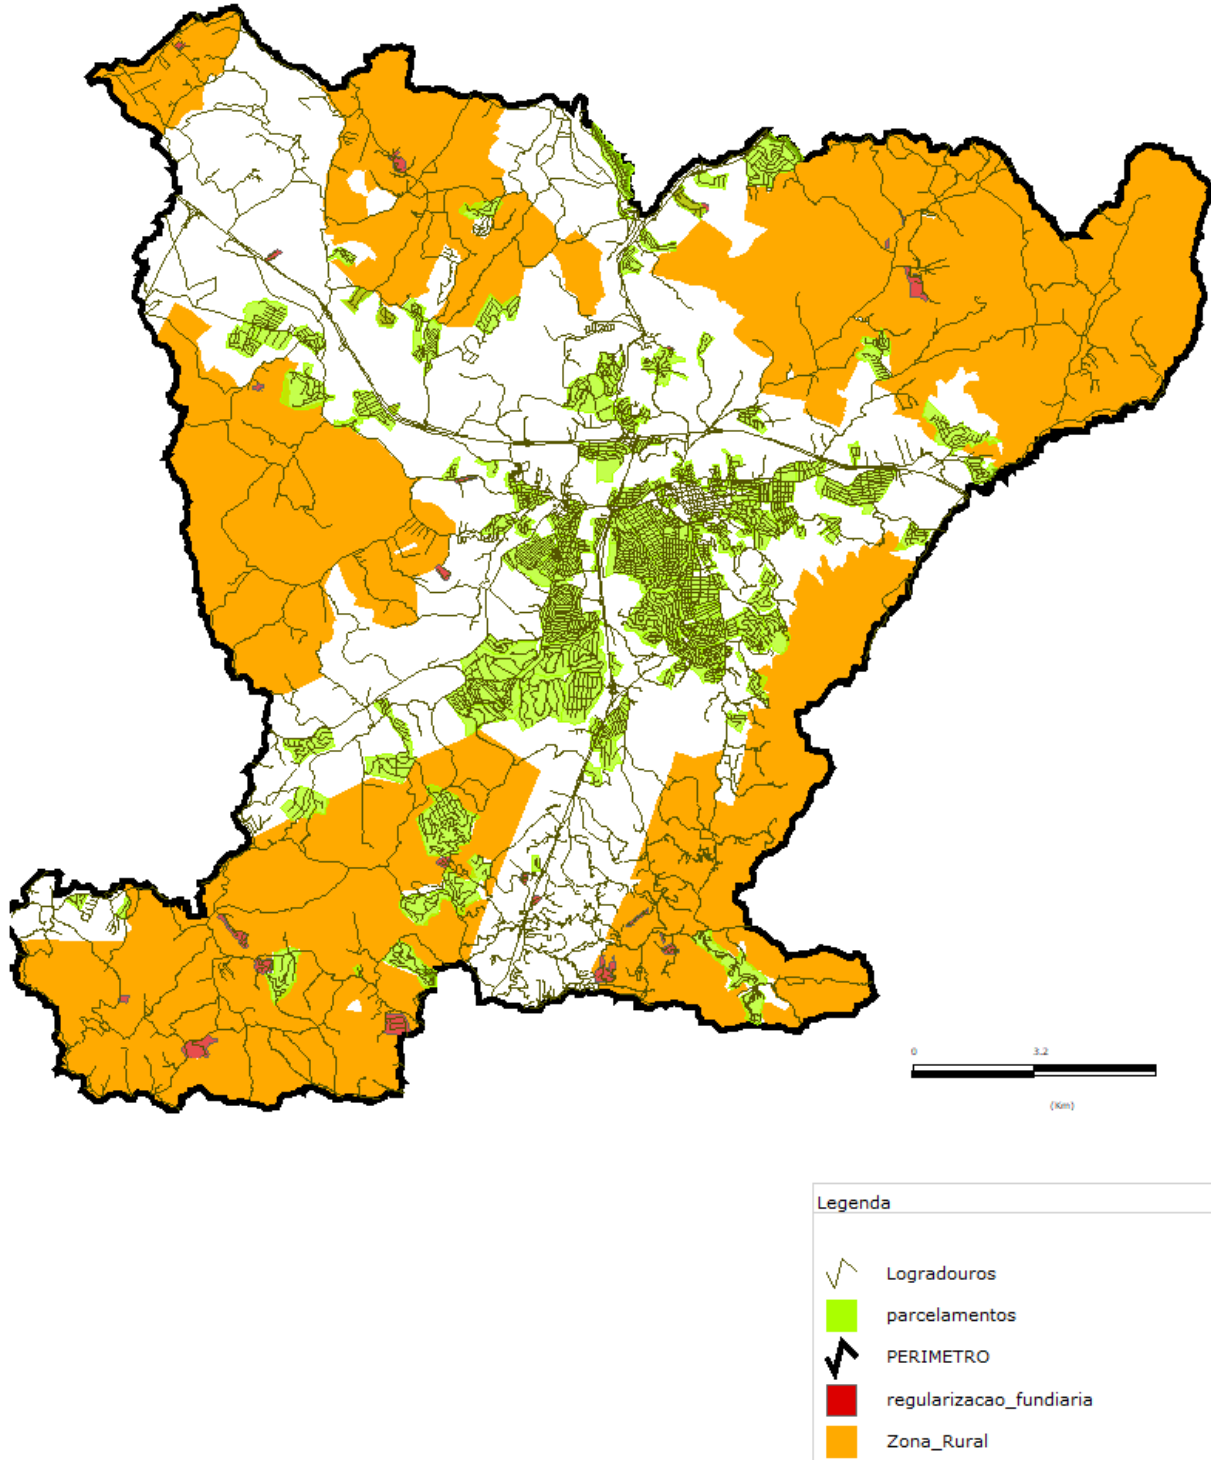 0 3.2
(Km)
Legenda
Logradouros
parcelamentos
PERIMETRO
regularizacao_fundiaria
Zona_Rural